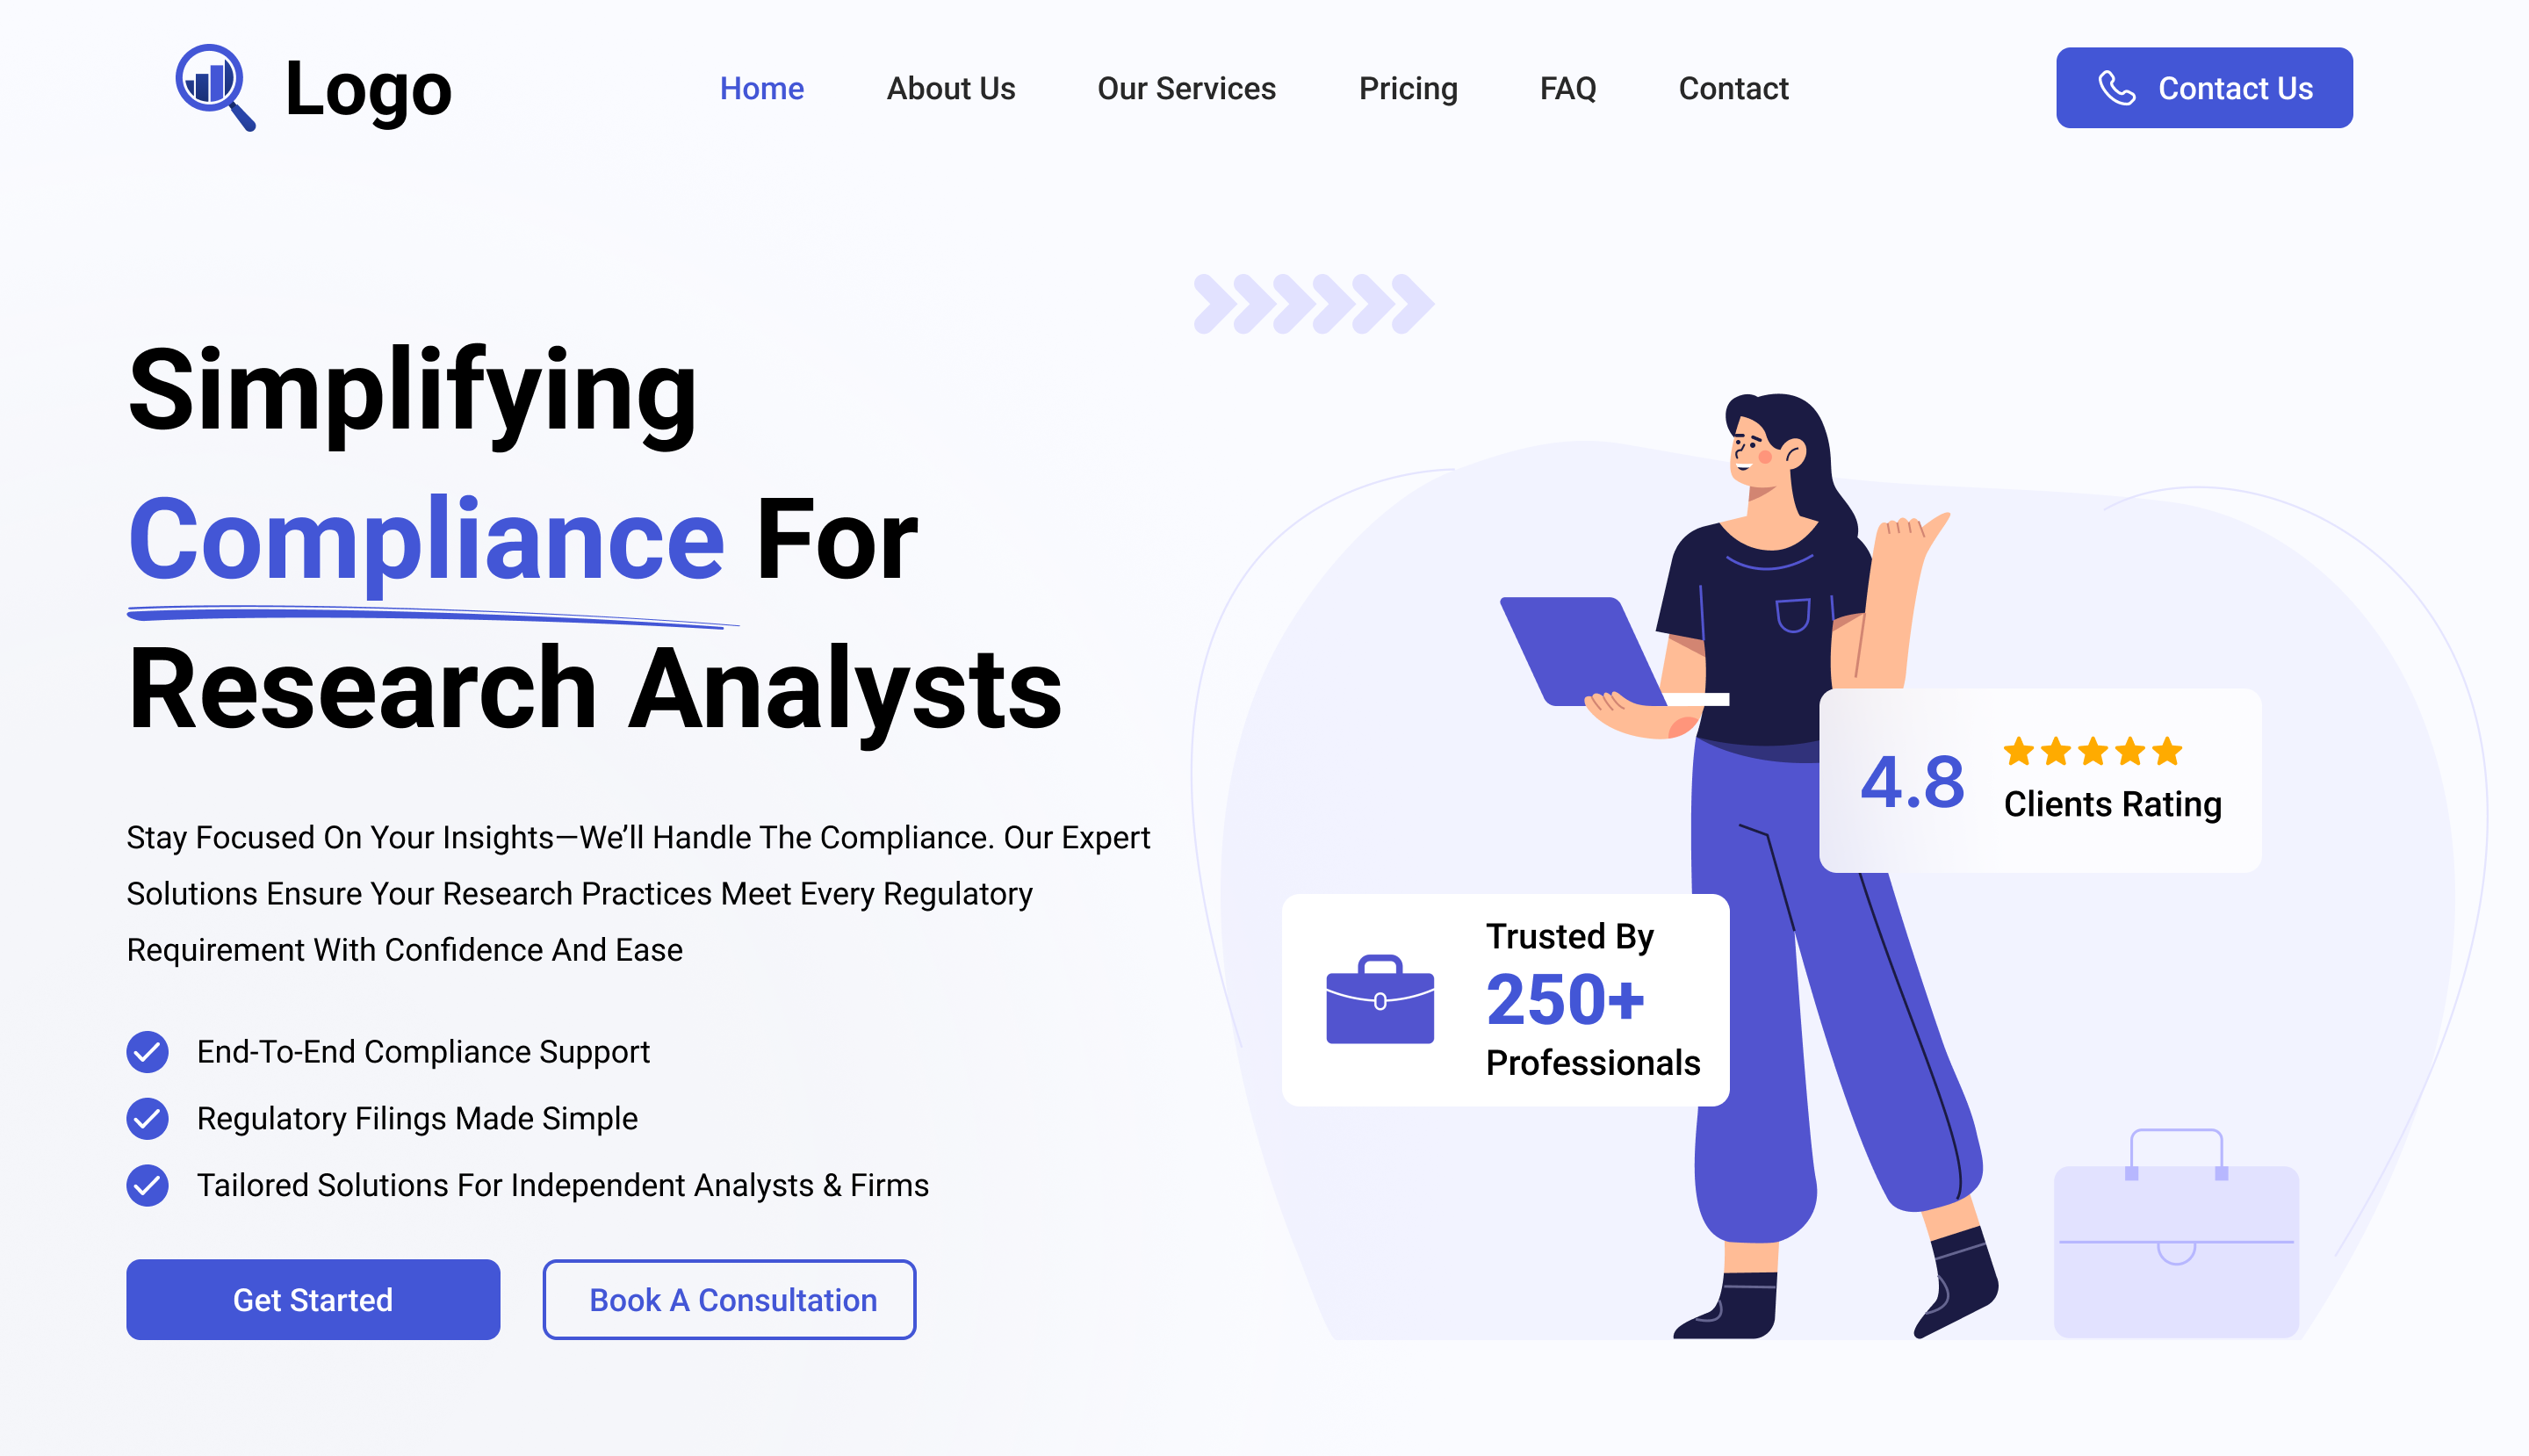 Logo
Home
About Us
Our Services
Pricing
FAQ
Contact
Contact Us
Simplifying
Compliance For
Research Analysts
Stay Focused On Your Insights—We’ll Handle The Compliance. Our Expert
Solutions Ensure Your Research Practices Meet Every Regulatory
Requirement With Confidence And Ease
End-To-End Compliance Support
Regulatory Filings Made Simple
Tailored Solutions For Independent Analysts & Firms
Get Started
Book A Consultation
4.8
Clients Rating
Trusted By
250+
Professionals